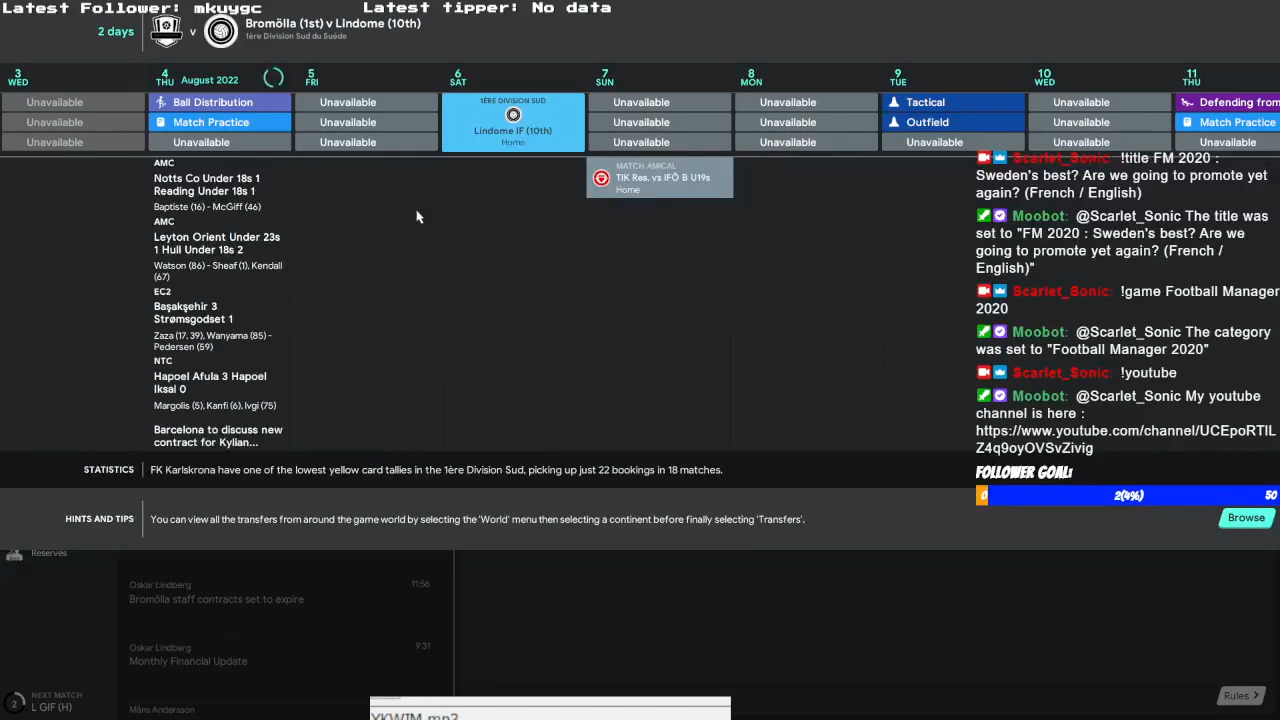 Latest Follower: mkuygc
Latest tipper: No data
2 days
v
Bromölla (1st) v Lindome (10th)
1ère Division Sud du Suède
3
WED
4
THU August 2022
5
FRI
6
SAT
7
SUN
8
MON
9
TUE
10
WED
11
THU
Unavailable
Unavailable
Unavailable
Ball Distribution
Match Practice
Unavailable
Unavailable
Unavailable
Unavailable
1ÈRE DIVISION SUD
Lindome IF (10th)
Home
Unavailable
Unavailable
Unavailable
Unavailable
Unavailable
Unavailable
Tactical
Outfield
Unavailable
Unavailable
Unavailable
Unavailable
Defending from
Match Practice
Unavailable
MATCH AMICAL
TIK Res. vs IFÖ B U19s
Home
AMC
Notts Co Under 18s 1
Reading Under 18s 1
Baptiste (16) - McGiff (46)
AMC
Leyton Orient Under 23s
1 Hull Under 18s 2
Watson (86) - Sheaf (1), Kendall
(67)
EC2
Başakşehir 3
Strømsgodset 1
Zaza (17, 39), Wanyama (85) -
Pedersen (59)
NTC
Hapoel Afula 3 Hapoel
Iksal 0
Margolis (5), Kanfi (6), Ivgi (75)
Barcelona to discuss new
contract for Kylian...
Scarlet_Sonic: !title FM 2020 :
Sweden's best? Are we going to promote yet
again? (French / English)
Moobot: @Scarlet_Sonic The title was
set to "FM 2020 : Sweden's best? Are we
going to promote yet again? (French /
English)"
Scarlet_Sonic: !game Football Manager
2020
Moobot: @Scarlet_Sonic The category
was set to "Football Manager 2020"
Scarlet_Sonic: !youtube
Moobot: @Scarlet_Sonic My youtube
channel is here :
https://www.youtube.com/channel/UCEpoRTIL
Z4q9oyOVSvZivig
FOLLOWER GOAL:
0
2(4%)
50
STATISTICS
FK Karlskrona have one of the lowest yellow card tallies in the 1ère Division Sud, picking up just 22 bookings in 18 matches.
HINTS AND TIPS
You can view all the transfers from around the game world by selecting the 'World' menu then selecting a continent before finally selecting 'Transfers'.
Browse
Reserves
Oskar Lindberg
11:56
Bromölla staff contracts set to expire
Oskar Lindberg
9:31
Monthly Financial Update
Måns Andersson
2
NEXT MATCH
L GIF (H)
Rules
YKWIM.mp3